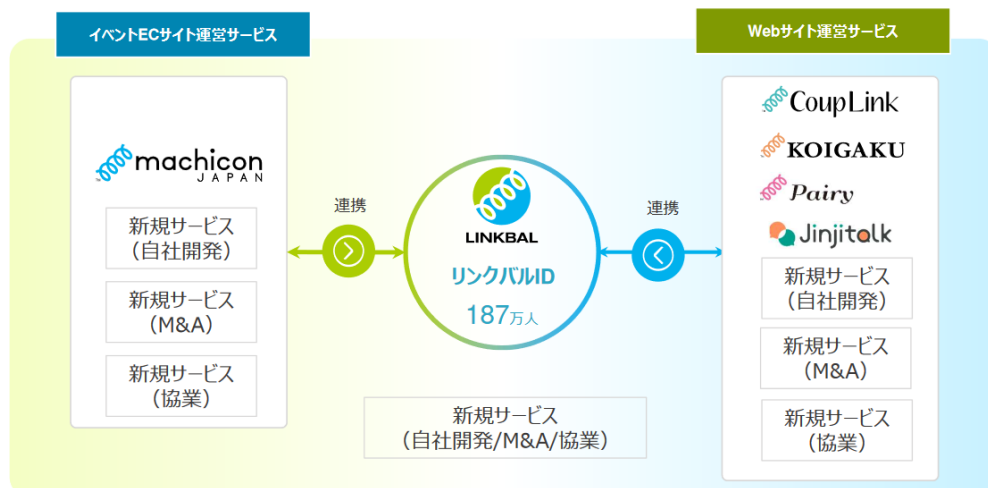 イベントECサイト運営サービス
machicon
JAPAN
新規サービス
（自社開発）
新規サービス
（M&A）
新規サービス
（協業）
連携
LINKBAL
リンクバルID
187万人
連携
新規サービス
（自社開発/M&A/協業）
Webサイト運営サービス
CoupLink
KOIGAKU
Pairy
Jinjitalk
新規サービス
（自社開発）
新規サービス
（M&A）
新規サービス
（協業）